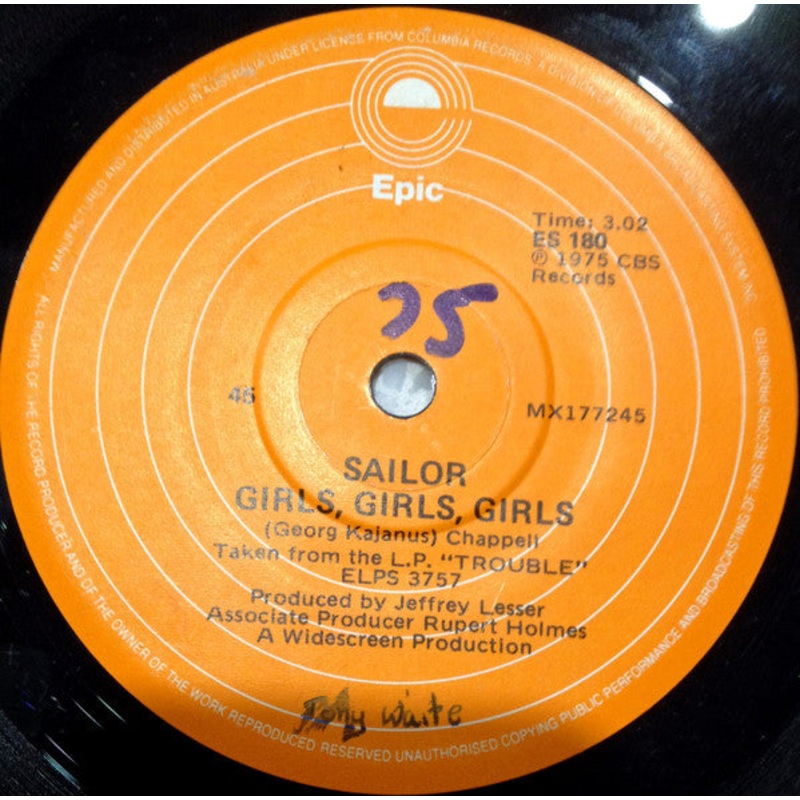 MANUFACTURED AND DISTRIBUTED IN AUSTRALIA UNDER LICENCE FROM COLUMBIA RECORDS. A DIVISION OF
Epic
Time: 3.02
ES 180
℗ 1975 CBS
Records
45
MX177245
SAILOR
GIRLS, GIRLS, GIRLS
(Georg Kajanus) Chappell
Taken from the L.P. "TROUBLE"
ELPS 3757
Produced by Jeffrey Lesser
Associate Producer Rupert Holmes
A Widescreen Production
waite
ALL RIGHTS OF THE RECORD PRODUCER AND OF THE OWNER OF THE WORK REPRODUCED RESERVED UNAUTHORISED COPYING PUBLIC PERFORMANCE AND BROADCASTING OF THIS RECORD PROHIBITED